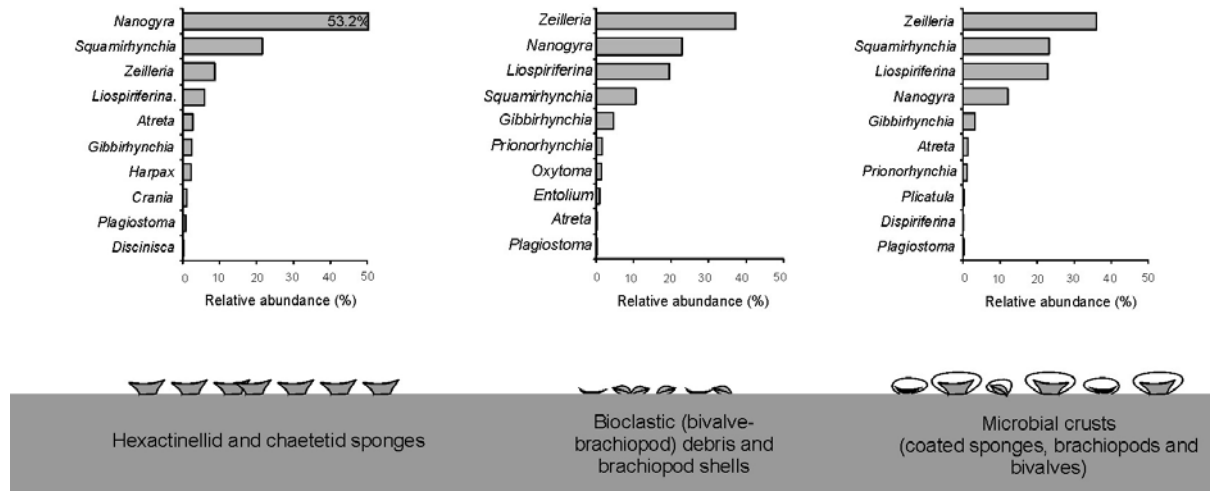 Nanogyra
53.2%
Squamirhynchia
Zeilleria
Liospiriferina.
Atreta
Gibbirhynchia
Harpax
Crania
Plagiostoma
Discinisca
0 10 20 30 40 50
Relative abundance (%)
Zeilleria
Nanogyra
Liospiriferina
Squamirhynchia
Gibbirhynchia
Prionorhynchia
Oxytoma
Entolium
Atreta
Plagiostoma
0 10 20 30 40 50
Relative abundance (%)
Zeilleria
Squamirhynchia
Liospiriferina
Nanogyra
Gibbirhynchia
Atreta
Prionorhynchia
Plicatula
Dispiriferina
Plagiostoma
0 10 20 30 40 50
Relative abundance (%)
Hexactinellid and chaetetid sponges
Bioclastic (bivalve-
brachiopod) debris and
brachiopod shells
Microbial crusts
(coated sponges, brachiopods and
bivalves)